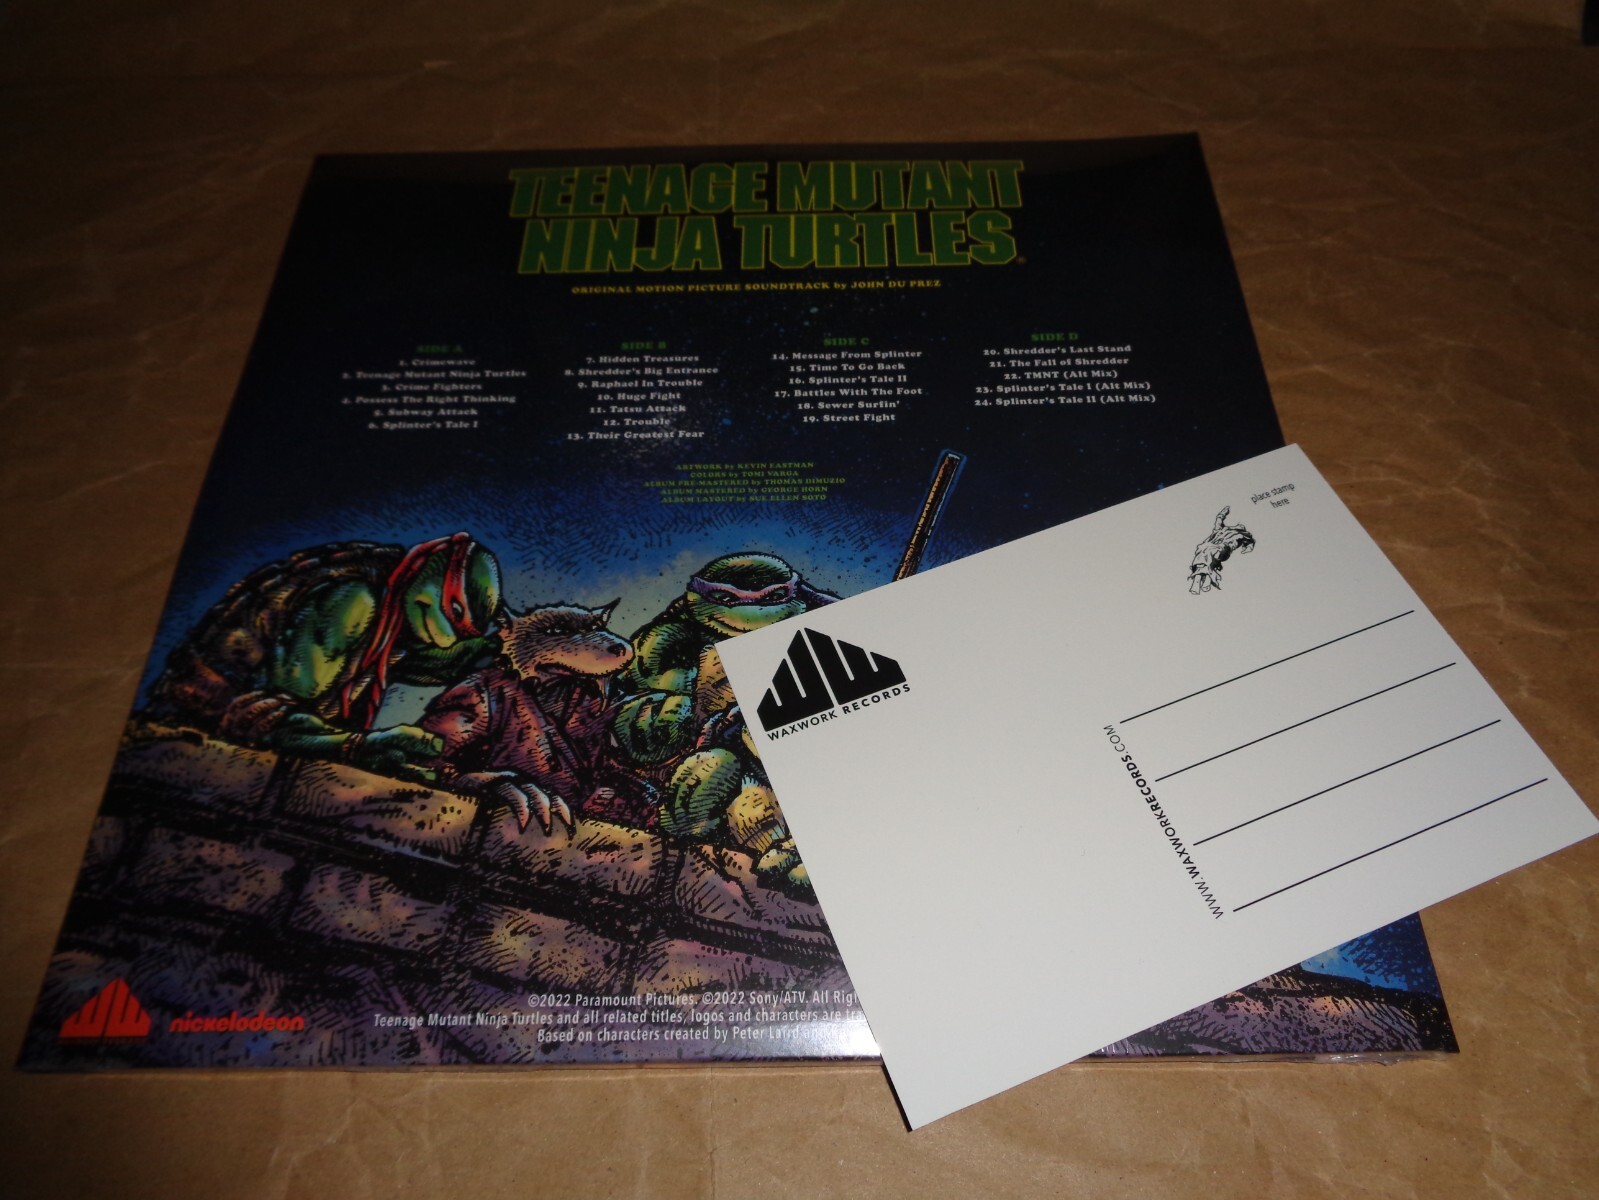 TEENAGE MUTANT
NINJA TURTLES
ORIGINAL MOTION PICTURE SOUNDTRACK by JOHN DU PREZ
SIDE A
1. Crimewave
2. Teenage Mutant Ninja Turtles
3. Crime Fighters
4. Possess The Right Thinking
5. Subway Attack
6. Splinter's Tale I
SIDE B
7. Hidden Treasures
8. Shredder's Big Entrance
9. Raphael In Trouble
10. Huge Fight
11. Tatsu Attack
12. Trouble
13. Their Greatest Fear
SIDE C
14. Message From Splinter
15. Time To Go Back
16. Splinter's Tale II
17. Battles With The Foot
18. Sewer Surfin'
19. Street Fight
SIDE D
20. Shredder's Last Stand
21. The Fall of Shredder
22. TMNT (Alt Mix)
23. Splinter's Tale I (Alt Mix)
24. Splinter's Tale II (Alt Mix)
ARTWORK by KEVIN EASTMAN
COLORS by TOMI VARGA
ALBUM PRE-MASTERED by THOMAS DIMUZIO
ALBUM MASTERED by GEORGE HORN
ALBUM LAYOUT by SUE ELLEN SOTO
place stamp
here
WAXWORK RECORDS
WWW.WAXWORKRECORDS.COM
nickelodeon
©2022 Paramount Pictures. ©2022 Sony/ATV. All Rig
Teenage Mutant Ninja Turtles and all related titles, logos and characters are tra
Based on characters created by Peter Laird and